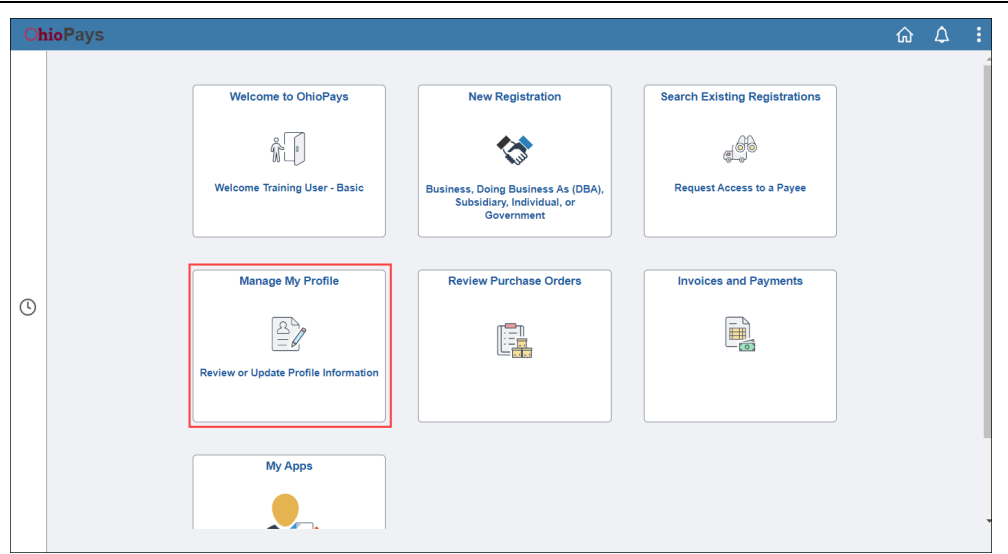 OhioPays
Welcome to OhioPays
New Registration
Search Existing Registrations
Welcome Training User - Basic
Business, Doing Business As (DBA),
Subsidiary, Individual, or
Government
Request Access to a Payee
Manage My Profile
Review Purchase Orders
Invoices and Payments
Review or Update Profile Information
My Apps